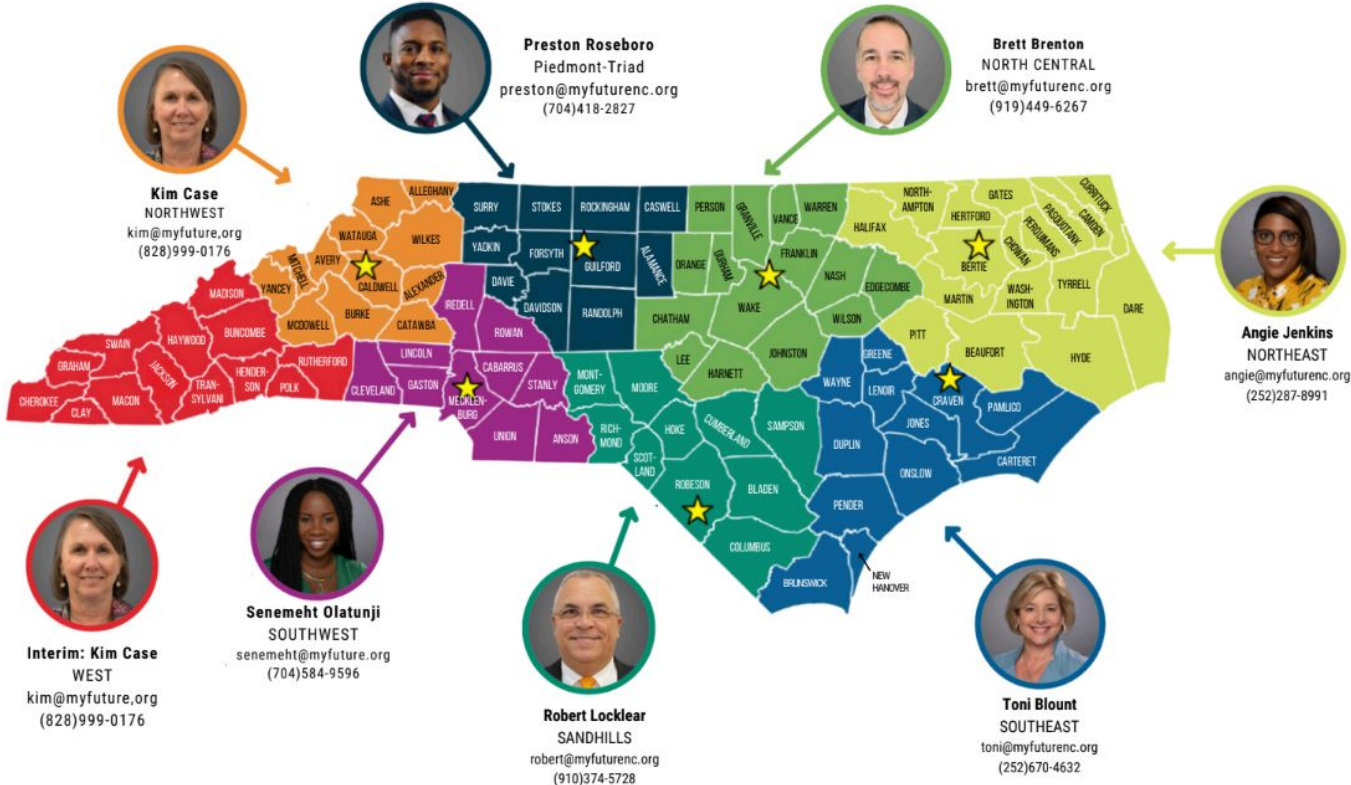 Preston Roseboro
Piedmont-Triad
preston@myfuturenc.org
(704)418-2827
Brett Brenton
NORTH CENTRAL
brett@myfuturenc.org
(919)449-6267
Kim Case
NORTHWEST
kim@myfuture,org
(828)999-0176
Angie Jenkins
NORTHEAST
angie@myfuturenc.org
(252)287-8991
ASHE
ALLEGHANY
WATAUGA
WILKES
AVERY
MITCHELL
YANCEY
CALDWELL
ALEXANDER
MCDOWELL
BURKE
CATAWBA
SURRY
STOKES
ROCKINGHAM
CASWELL
YADKIN
FORSYTH
GUILFORD
ALAMANCE
DAVIE
DAVIDSON
RANDOLPH
PERSON
GRANVILLE
VANCE
WARREN
ORANGE
DURHAM
FRANKLIN
NASH
EDGECOMBE
CHATHAM
WAKE
WILSON
LEE
HARNETT
JOHNSTON
NORTH-
AMPTON
GATES
CURRITUCK
CAMDEN
PASQUOTANK
PERQUIMANS
CHOWAN
HERTFORD
HALIFAX
BERTIE
MARTIN
WASH-
INGTON
TYRRELL
DARE
PITT
BEAUFORT
HYDE
MADISON
BUNCOMBE
HAYWOOD
SWAIN
GRAHAM
JACKSON
CHEROKEE
CLAY
MACON
TRAN-
SYLVANI
HENDER-
SON
POLK
RUTHERFORD
IREDELL
ROWAN
LINCOLN
CLEVELAND
GASTON
CABARRUS
STANLY
MECKLEN-
BURG
UNION
ANSON
MONT-
GOMERY
MOORE
RICH-
MOND
HOKE
CUMBERLAND
SAMPSON
SCOT-
LAND
ROBESON
BLADEN
COLUMBUS
GREENE
WAYNE
LENOIR
CRAVEN
PAMLICO
JONES
DUPLIN
ONSLOW
CARTERET
PENDER
BRUNSWICK
NEW
HANOVER
Interim: Kim Case
WEST
kim@myfuture,org
(828)999-0176
Senemeht Olatunji
SOUTHWEST
senemeht@myfuture.org
(704)584-9596
Robert Locklear
SANDHILLS
robert@myfuturenc.org
(910)374-5728
Toni Blount
SOUTHEAST
toni@myfuturenc.org
(252)670-4632